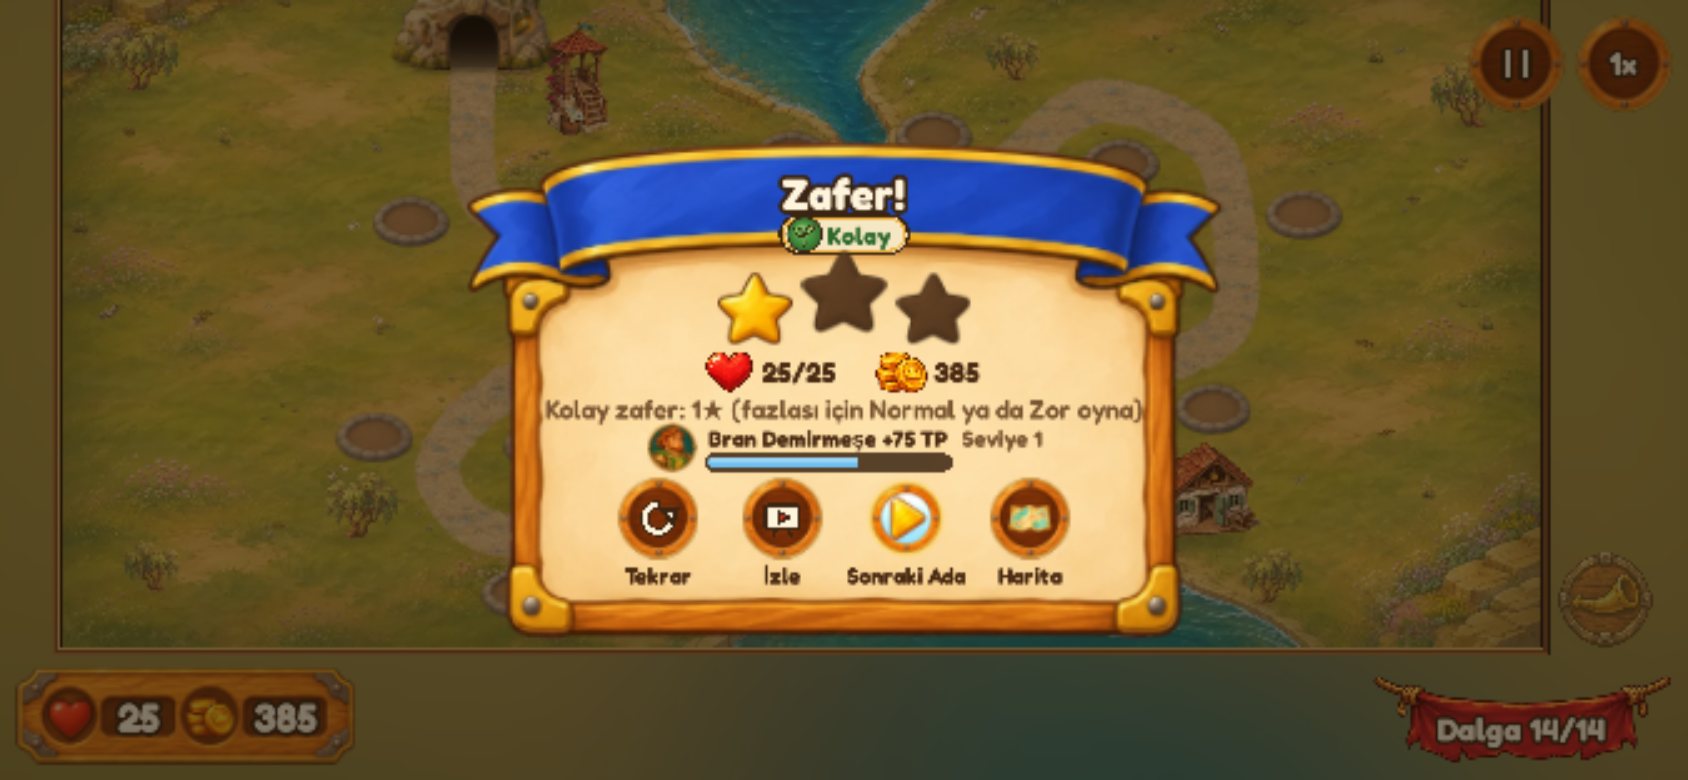 1x
Zafer!
Kolay
25/25 385
Kolay zafer: 1★ (fazlası için Normal ya da Zor oyna)
Bran Demirmeşe +75 TP Seviye 1
Tekrar İzle Sonraki Ada Harita
25 385
Dalga 14/14